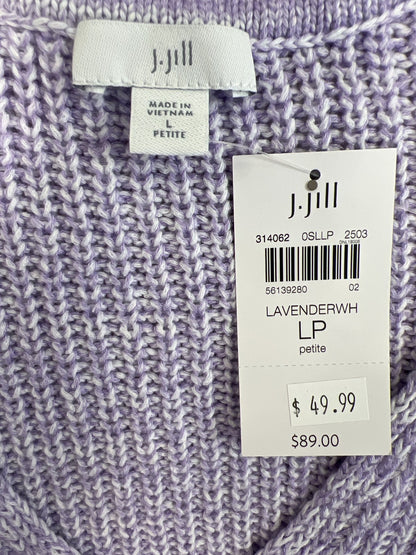 J.Jill
MADE IN
VIETNAM
L
PETITE
J.Jill
314062 0SLLP 2503
56139280 02
LAVENDERWH
LP
petite
$ 49.99
$89.00